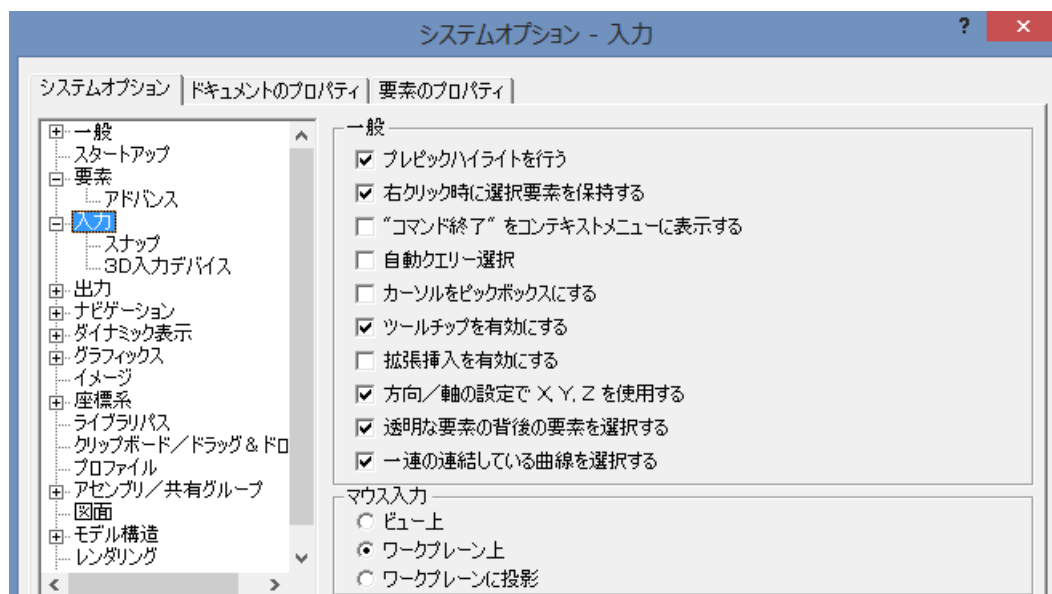 システムオプション - 入力
?
×
システムオプション
ドキュメントのプロパティ
要素のプロパティ
一般
スタートアップ
要素
アドバンス
入力
スナップ
3D入力デバイス
出力
ナビゲーション
ダイナミック表示
グラフィックス
イメージ
座標系
ライブラリパス
クリップボード/ドラッグ&ドロ
プロファイル
アセンブリ/共有グループ
図面
モデル構造
レンダリング
一般
プレピックハイライトを行う
右クリック時に選択要素を保持する
"コマンド終了" をコンテキストメニューに表示する
自動クエリー選択
カーソルをピックボックスにする
ツールチップを有効にする
拡張挿入を有効にする
方向/軸の設定で X, Y, Z を使用する
透明な要素の背後の要素を選択する
一連の連結している曲線を選択する
マウス入力
ビュー上
ワークプレーン上
ワークプレーンに投影